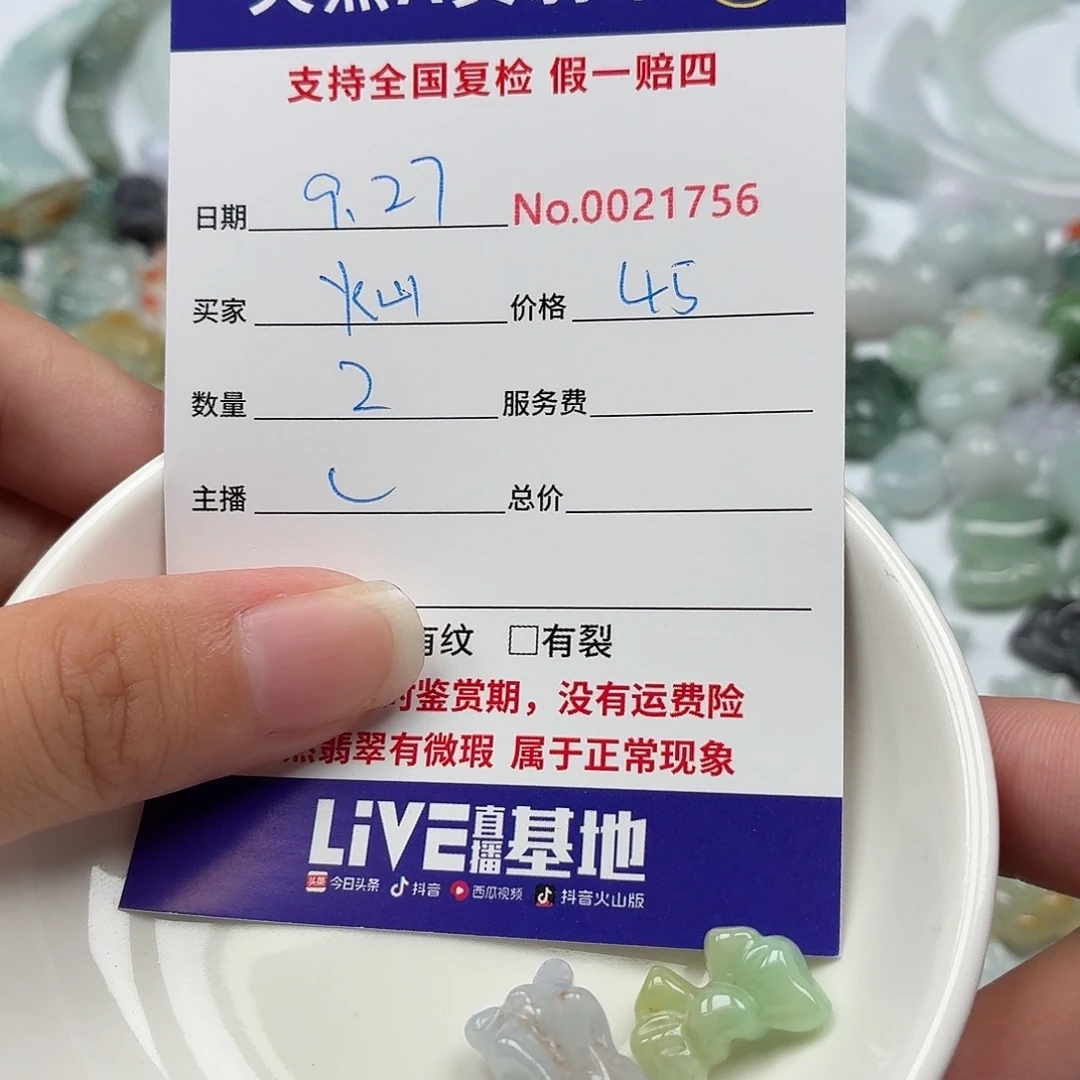 支持全国复检 假一赔四
日期 9.27 No.0021756
买家 火山 价格 45
数量 2 服务费
主播 总价
有纹 □有裂
时鉴赏期，没有运费险
然翡翠有微瑕 属于正常现象
LiVE直播基地
头条 今日头条 抖音 西瓜视频 抖音火山版